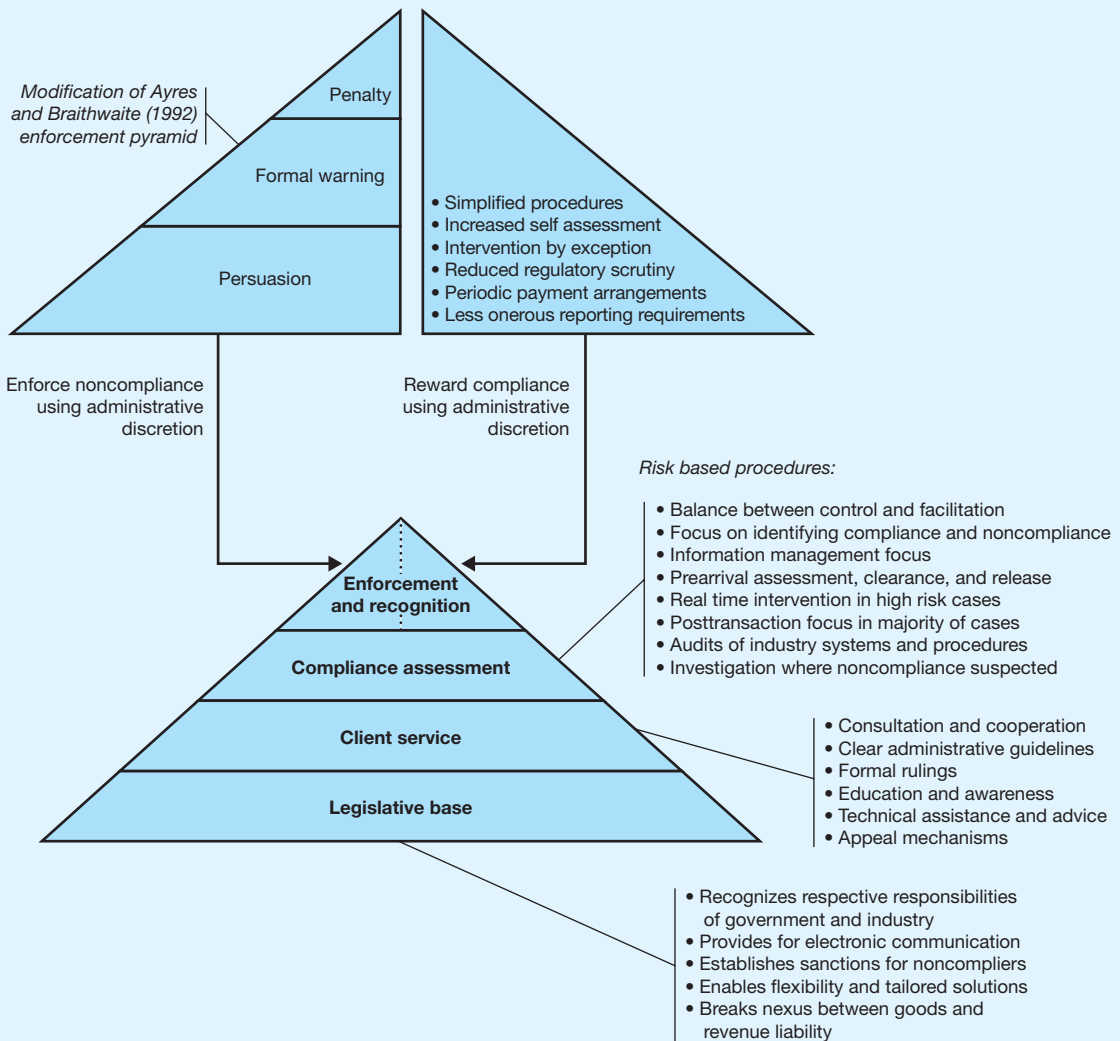 Modification of Ayres
and Braithwaite (1992)
enforcement pyramid
Penalty
Formal warning
Persuasion
• Simplified procedures
• Increased self assessment
• Intervention by exception
• Reduced regulatory scrutiny
• Periodic payment arrangements
• Less onerous reporting requirements
Enforce noncompliance
using administrative
discretion
Reward compliance
using administrative
discretion
Risk based procedures:
• Balance between control and facilitation
• Focus on identifying compliance and noncompliance
• Information management focus
• Prearrival assessment, clearance, and release
• Real time intervention in high risk cases
• Posttransaction focus in majority of cases
• Audits of industry systems and procedures
• Investigation where noncompliance suspected
Enforcement
and recognition
Compliance assessment
Client service
Legislative base
• Consultation and cooperation
• Clear administrative guidelines
• Formal rulings
• Education and awareness
• Technical assistance and advice
• Appeal mechanisms
• Recognizes respective responsibilities
of government and industry
• Provides for electronic communication
• Establishes sanctions for noncompliers
• Enables flexibility and tailored solutions
• Breaks nexus between goods and
revenue liability